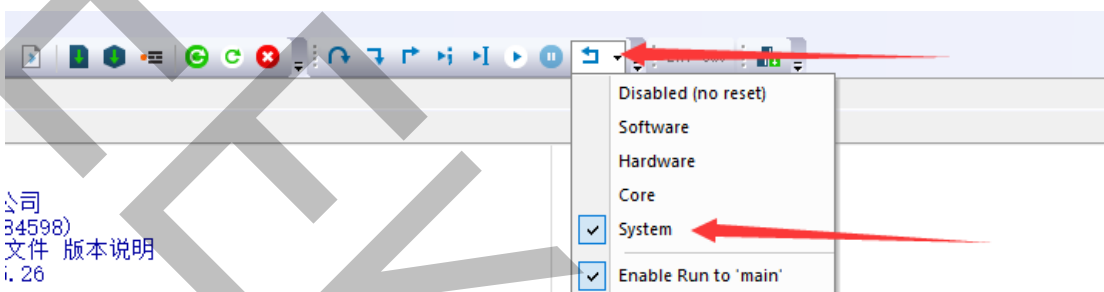 Disabled (no reset)
Software
Hardware
Core
System
Enable Run to 'main'
公司
84598)
文件 版本说明
.26